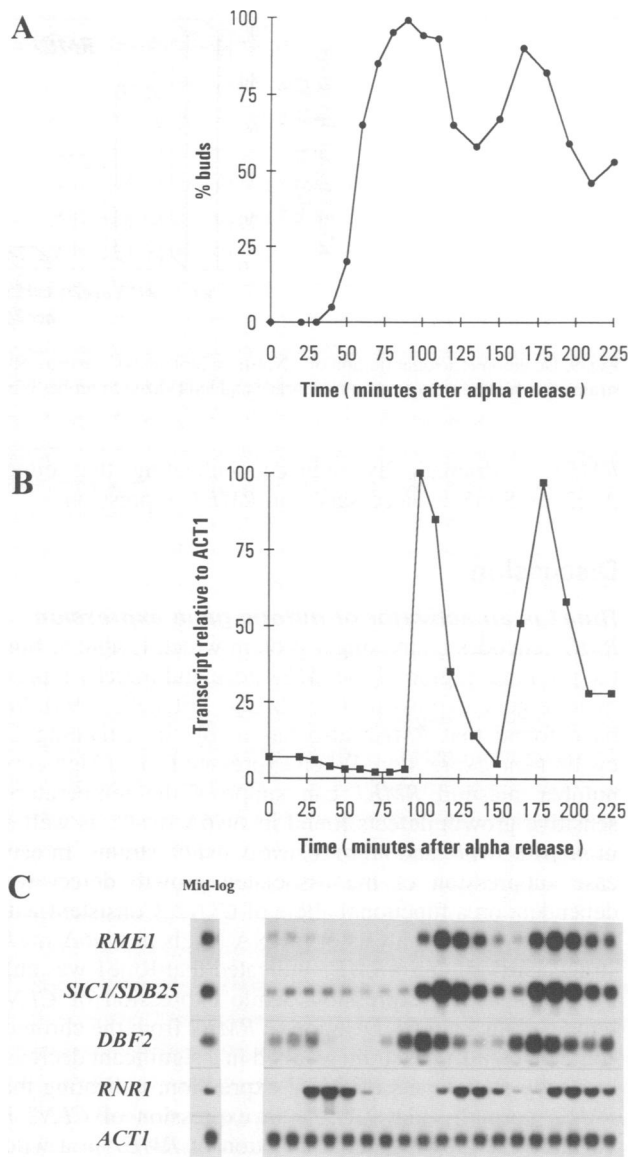 A
100
75
50
25
0
% buds
0 25 50 75 100 125 150 175 200 225
Time ( minutes after alpha release )
B
100
75
50
25
0
Transcript relative to ACT1
0 25 50 75 100 125 150 175 200 225
Time ( minutes after alpha release )
C
Mid-log
RME1
SIC1/SDB25
DBF2
RNR1
ACT1